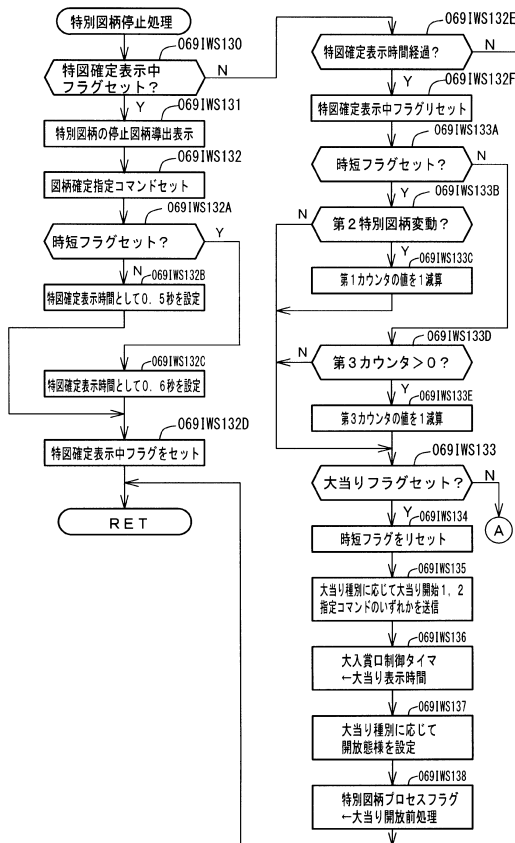 特別図柄停止処理
069IWS130
特図確定表示中
フラグセット？
N
Y
069IWS131
特別図柄の停止図柄導出表示
069IWS132
図柄確定指定コマンドセット
069IWS132A
時短フラグセット？
Y
N
069IWS132B
特図確定表示時間として０．５秒を設定
069IWS132C
特図確定表示時間として０．６秒を設定
069IWS132D
特図確定表示中フラグをセット
ＲＥＴ
069IWS132E
特図確定表示時間経過？
N
Y
069IWS132F
特図確定表示中フラグリセット
069IWS133A
時短フラグセット？
N
Y
069IWS133B
N
第２特別図柄変動？
Y
069IWS133C
第１カウンタの値を１減算
069IWS133D
N
第３カウンタ＞０？
Y
069IWS133E
第３カウンタの値を１減算
069IWS133
大当りフラグセット？
N
A
Y
069IWS134
時短フラグをリセット
069IWS135
大当り種別に応じて大当り開始１，２
指定コマンドのいずれかを送信
069IWS136
大入賞口制御タイマ
←大当り表示時間
069IWS137
大当り種別に応じて
開放態様を設定
069IWS138
特別図柄プロセスフラグ
←大当り開放前処理